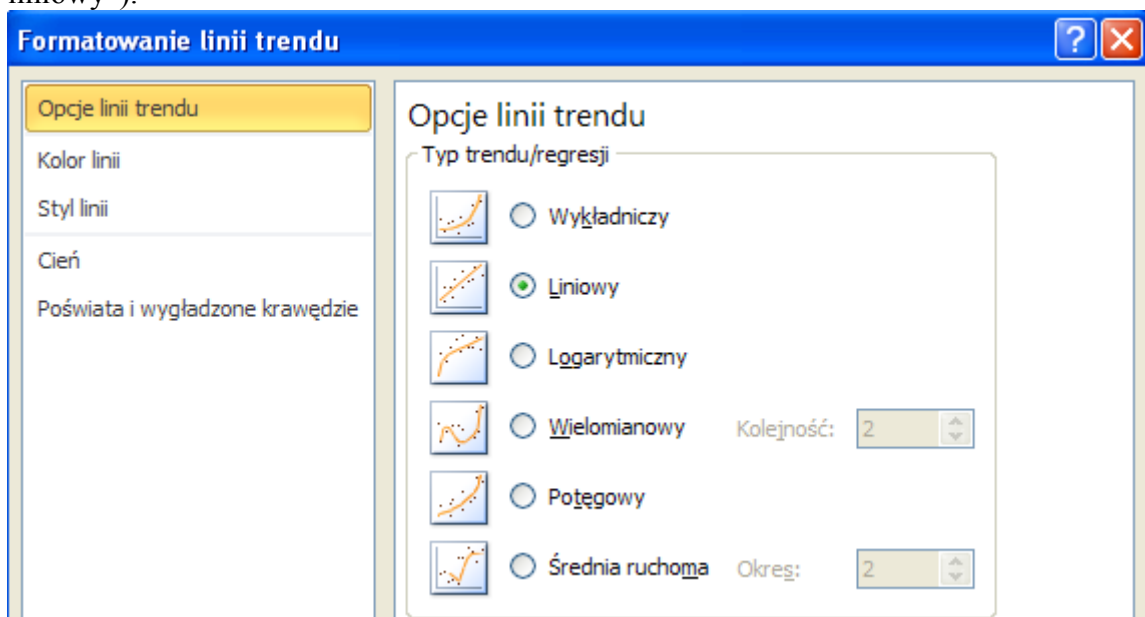 Formatowanie linii trendu
Opcje linii trendu
Kolor linii
Styl linii
Cień
Poświata i wygładzone krawędzie
Opcje linii trendu
Typ trendu/regresji
Wykładniczy
Liniowy
Logarytmiczny
Wielomianowy Kolejność: 2
Potęgowy
Średnia ruchoma Okres: 2